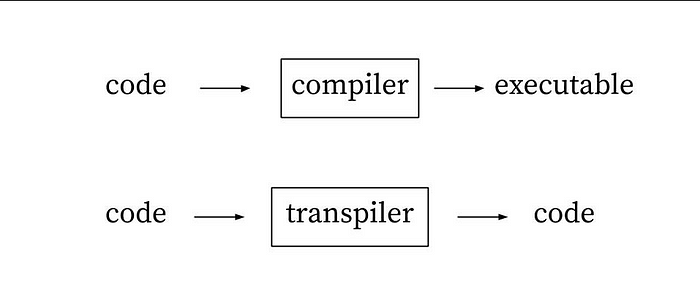 code compiler executable
code transpiler code